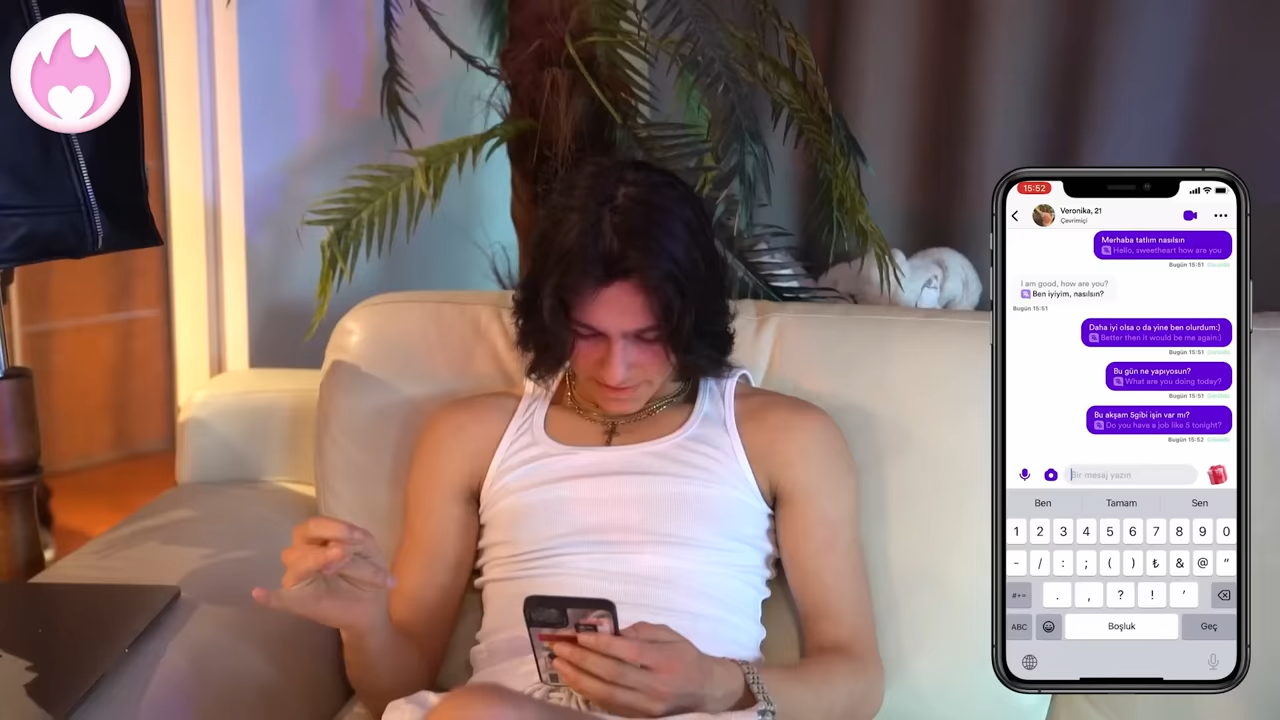 15:52
Veronika, 21
Çevrimiçi
Merhaba tatlım nasılsın
Hello, sweetheart how are you
Bugün 15:51
I am good, how are you?
Ben iyiyim, nasılsın?
Bugün 15:51
Daha iyi olsa o da yine ben olurdum:)
Better then it would be me again:)
Bugün 15:51
Bu gün ne yapıyosun?
What are you doing today?
Bugün 15:51
Bu akşam 5gibi işin var mı?
Do you have a job like 5 tonight?
Bugün 15:52
Bir mesaj yazın
Ben Tamam Sen
1 2 3 4 5 6 7 8 9 0
- / : ; ( ) ₺ & @ "
#+= . , ? ! '
ABC Boşluk Geç